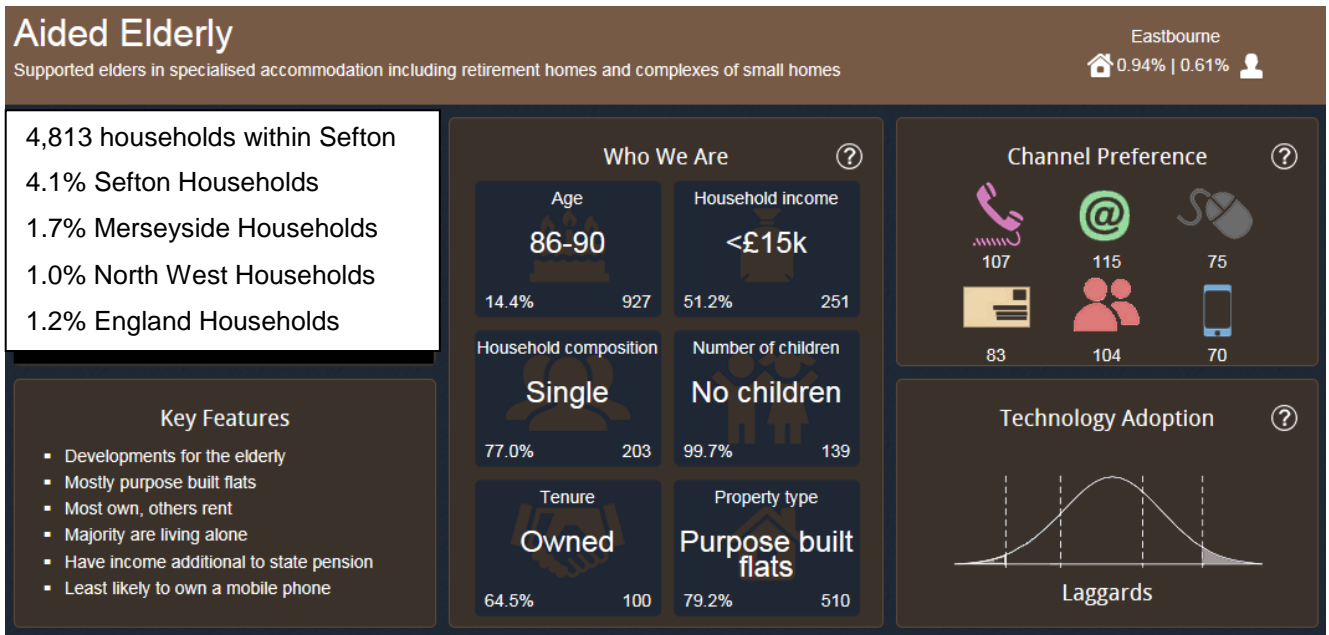 Aided Elderly
Supported elders in specialised accommodation including retirement homes and complexes of small homes
Eastbourne
0.94% | 0.61%
4,813 households within Sefton
4.1% Sefton Households
1.7% Merseyside Households
1.0% North West Households
1.2% England Households
Key Features
▪ Developments for the elderly
▪ Mostly purpose built flats
▪ Most own, others rent
▪ Majority are living alone
▪ Have income additional to state pension
▪ Least likely to own a mobile phone
Who We Are ?
Age
86-90
14.4% 927
Household income
<£15k
51.2% 251
Household composition
Single
77.0% 203
Number of children
No children
99.7% 139
Tenure
Owned
64.5% 100
Property type
Purpose built
flats
79.2% 510
Channel Preference ?
@
107 115 75
83 104 70
Technology Adoption ?
Laggards